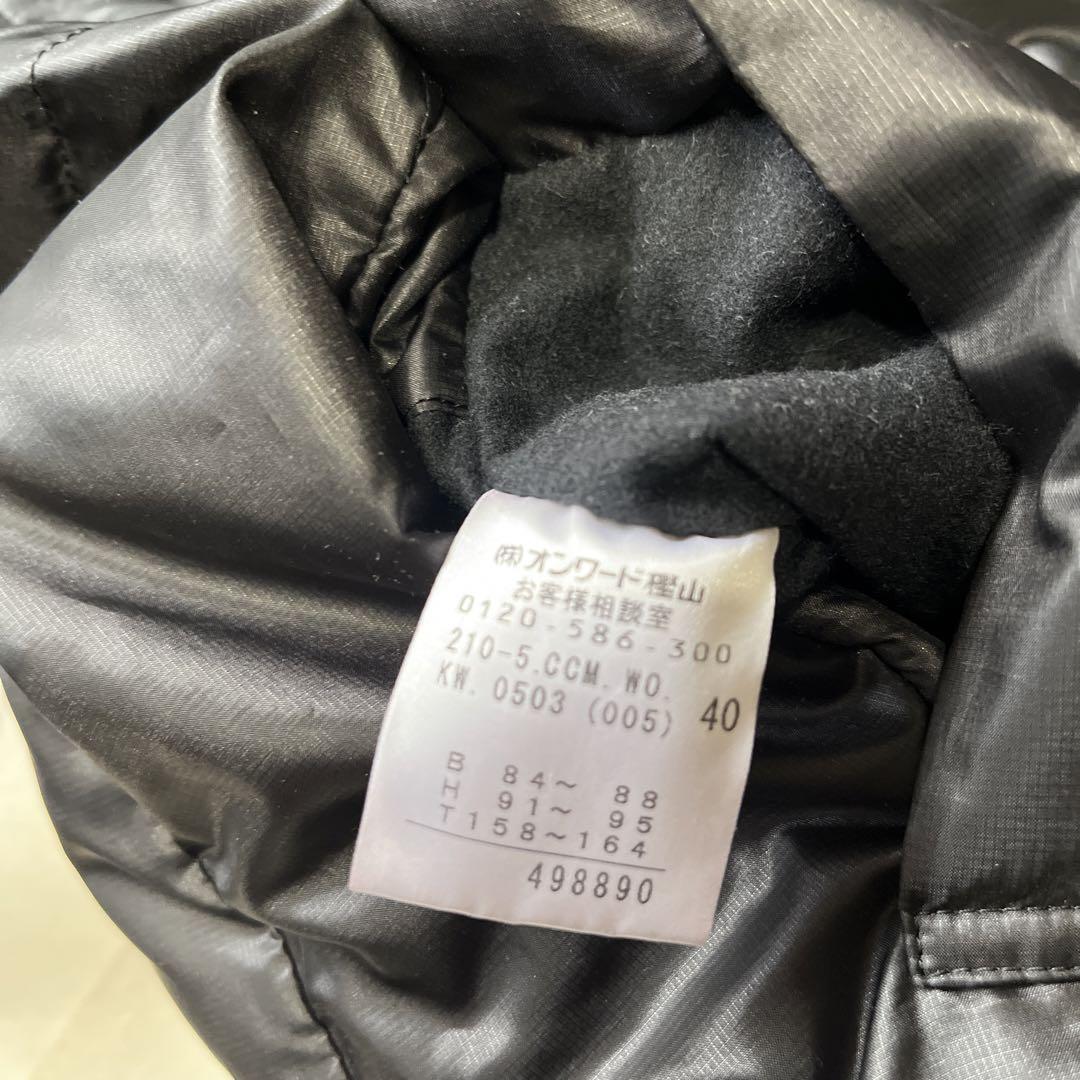 ㈱オンワード樫山
お客様相談室
0120-586-300
210-5.CCM.WO.
KW.0503 (005) 40
B 84～ 88
H 91～ 95
T158～164
498890